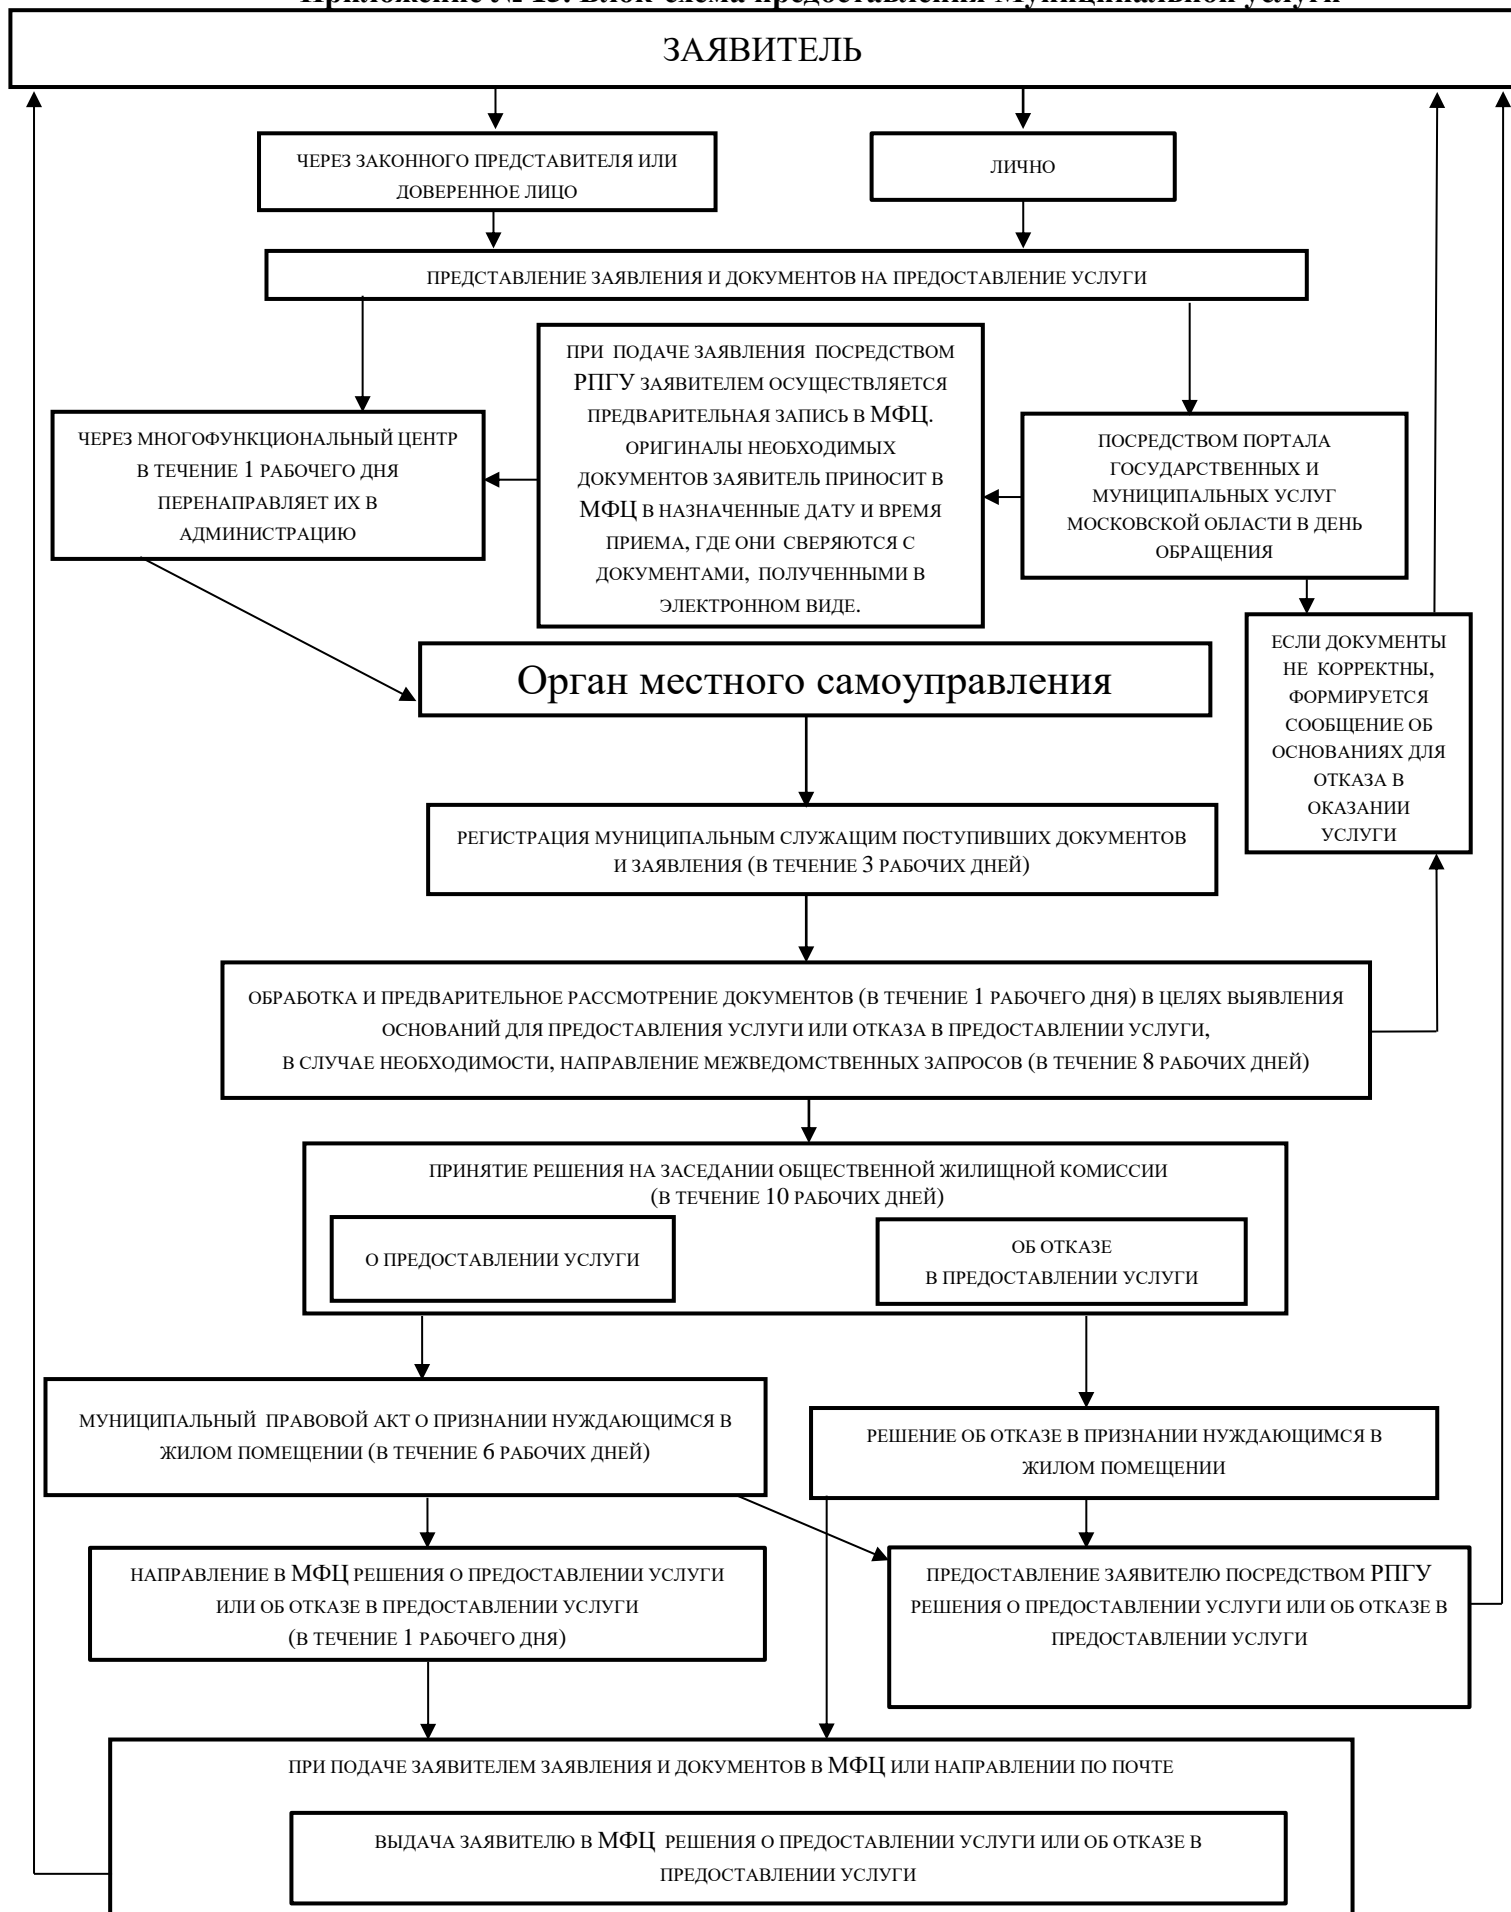 Приложение № 13. Блок-схема предоставления Муниципальной услуги
ЗАЯВИТЕЛЬ
ЧЕРЕЗ ЗАКОННОГО ПРЕДСТАВИТЕЛЯ ИЛИ
ДОВЕРЕННОЕ ЛИЦО
ЛИЧНО
ПРЕДСТАВЛЕНИЕ ЗАЯВЛЕНИЯ И ДОКУМЕНТОВ НА ПРЕДОСТАВЛЕНИЕ УСЛУГИ
ПРИ ПОДАЧЕ ЗАЯВЛЕНИЯ ПОСРЕДСТВОМ
РПГУ ЗАЯВИТЕЛЕМ ОСУЩЕСТВЛЯЕТСЯ
ПРЕДВАРИТЕЛЬНАЯ ЗАПИСЬ В МФЦ.
ОРИГИНАЛЫ НЕОБХОДИМЫХ
ДОКУМЕНТОВ ЗАЯВИТЕЛЬ ПРИНОСИТ В
МФЦ В НАЗНАЧЕННЫЕ ДАТУ И ВРЕМЯ
ПРИЕМА, ГДЕ ОНИ СВЕРЯЮТСЯ С
ДОКУМЕНТАМИ, ПОЛУЧЕННЫМИ В
ЭЛЕКТРОННОМ ВИДЕ.
ЧЕРЕЗ МНОГОФУНКЦИОНАЛЬНЫЙ ЦЕНТР
В ТЕЧЕНИЕ 1 РАБОЧЕГО ДНЯ
ПЕРЕНАПРАВЛЯЕТ ИХ В
АДМИНИСТРАЦИЮ
ПОСРЕДСТВОМ ПОРТАЛА
ГОСУДАРСТВЕННЫХ И
МУНИЦИПАЛЬНЫХ УСЛУГ
МОСКОВСКОЙ ОБЛАСТИ В ДЕНЬ
ОБРАЩЕНИЯ
ЕСЛИ ДОКУМЕНТЫ
НЕ КОРРЕКТНЫ,
ФОРМИРУЕТСЯ
СООБЩЕНИЕ ОБ
ОСНОВАНИЯХ ДЛЯ
ОТКАЗА В
ОКАЗАНИИ
УСЛУГИ
Орган местного самоуправления
РЕГИСТРАЦИЯ МУНИЦИПАЛЬНЫМ СЛУЖАЩИМ ПОСТУПИВШИХ ДОКУМЕНТОВ
И ЗАЯВЛЕНИЯ (В ТЕЧЕНИЕ 3 РАБОЧИХ ДНЕЙ)
ОБРАБОТКА И ПРЕДВАРИТЕЛЬНОЕ РАССМОТРЕНИЕ ДОКУМЕНТОВ (В ТЕЧЕНИЕ 1 РАБОЧЕГО ДНЯ) В ЦЕЛЯХ ВЫЯВЛЕНИЯ
ОСНОВАНИЙ ДЛЯ ПРЕДОСТАВЛЕНИЯ УСЛУГИ ИЛИ ОТКАЗА В ПРЕДОСТАВЛЕНИИ УСЛУГИ,
В СЛУЧАЕ НЕОБХОДИМОСТИ, НАПРАВЛЕНИЕ МЕЖВЕДОМСТВЕННЫХ ЗАПРОСОВ (В ТЕЧЕНИЕ 8 РАБОЧИХ ДНЕЙ)
ПРИНЯТИЕ РЕШЕНИЯ НА ЗАСЕДАНИИ ОБЩЕСТВЕННОЙ ЖИЛИЩНОЙ КОМИССИИ
(В ТЕЧЕНИЕ 10 РАБОЧИХ ДНЕЙ)
О ПРЕДОСТАВЛЕНИИ УСЛУГИ
ОБ ОТКАЗЕ
В ПРЕДОСТАВЛЕНИИ УСЛУГИ
МУНИЦИПАЛЬНЫЙ ПРАВОВОЙ АКТ О ПРИЗНАНИИ НУЖДАЮЩИМСЯ В
ЖИЛОМ ПОМЕЩЕНИИ (В ТЕЧЕНИЕ 6 РАБОЧИХ ДНЕЙ)
РЕШЕНИЕ ОБ ОТКАЗЕ В ПРИЗНАНИИ НУЖДАЮЩИМСЯ В
ЖИЛОМ ПОМЕЩЕНИИ
НАПРАВЛЕНИЕ В МФЦ РЕШЕНИЯ О ПРЕДОСТАВЛЕНИИ УСЛУГИ
ИЛИ ОБ ОТКАЗЕ В ПРЕДОСТАВЛЕНИИ УСЛУГИ
(В ТЕЧЕНИЕ 1 РАБОЧЕГО ДНЯ)
ПРЕДОСТАВЛЕНИЕ ЗАЯВИТЕЛЮ ПОСРЕДСТВОМ РПГУ
РЕШЕНИЯ О ПРЕДОСТАВЛЕНИИ УСЛУГИ ИЛИ ОБ ОТКАЗЕ В
ПРЕДОСТАВЛЕНИИ УСЛУГИ
ПРИ ПОДАЧЕ ЗАЯВИТЕЛЕМ ЗАЯВЛЕНИЯ И ДОКУМЕНТОВ В МФЦ ИЛИ НАПРАВЛЕНИИ ПО ПОЧТЕ
ВЫДАЧА ЗАЯВИТЕЛЮ В МФЦ РЕШЕНИЯ О ПРЕДОСТАВЛЕНИИ УСЛУГИ ИЛИ ОБ ОТКАЗЕ В
ПРЕДОСТАВЛЕНИИ УСЛУГИ